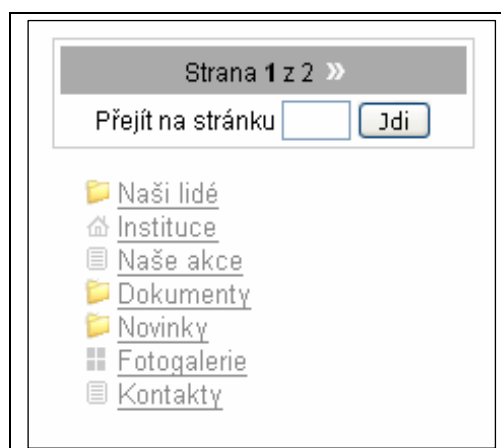 Strana 1 z 2 »
Přejít na stránku Jdi
Naši lidé
Instituce
Naše akce
Dokumenty
Novinky
Fotogalerie
Kontakty